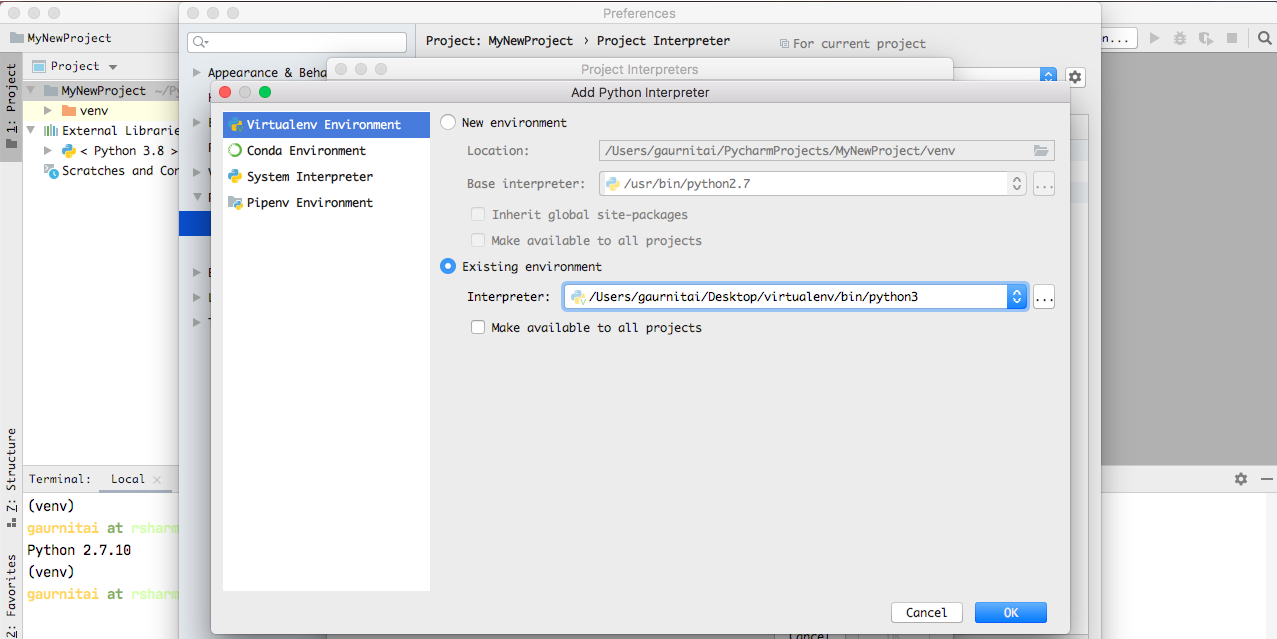 Preferences
MyNewProject
Project: MyNewProject › Project Interpreter
For current project
n...
1: Project
Project
Appearance & Beha
Project Interpreters
MyNewProject ~/Py
venv
External Librarie
< Python 3.8 >
Scratches and Con
Add Python Interpreter
Virtualenv Environment
Conda Environment
System Interpreter
Pipenv Environment
New environment
Location: /Users/gaurnitai/PycharmProjects/MyNewProject/venv
Base interpreter: /usr/bin/python2.7 ...
Inherit global site-packages
Make available to all projects
Existing environment
Interpreter: /Users/gaurnitai/Desktop/virtualenv/bin/python3 ...
Make available to all projects
Cancel
OK
Cancel
Z: Structure
2: Favorites
Terminal: Local
(venv)
gaurnitai at rsharm
Python 2.7.10
(venv)
gaurnitai at rsharm